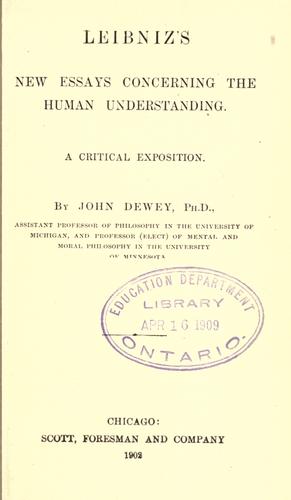 LEIBNIZ'S
NEW ESSAYS CONCERNING THE
HUMAN UNDERSTANDING.
A CRITICAL EXPOSITION.
BY JOHN DEWEY, PH.D.,
ASSISTANT PROFESSOR OF PHILOSOPHY IN THE UNIVERSITY OF
MICHIGAN, AND PROFESSOR (ELECT) OF MENTAL AND
MORAL PHILOSOPHY IN THE UNIVERSITY
OF MINNESOTA
EDUCATION DEPARTMENT
LIBRARY
APR 16 1909
ONTARIO.
CHICAGO:
SCOTT, FORESMAN AND COMPANY
1902